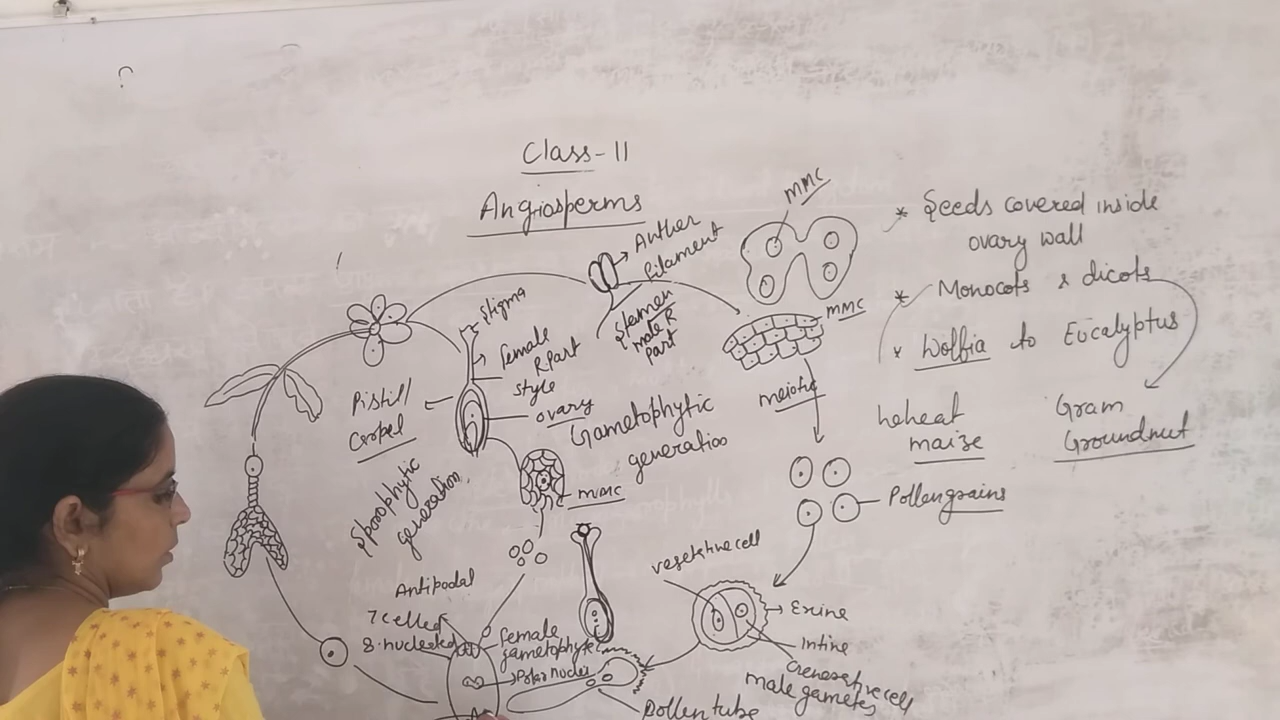 Class-11
Angiosperms
MMC
Anther
filament
Stamen
male R
part
MMC
meiotic
* Seeds covered inside
ovary wall
* Monocots & dicots
* Wolffia to Eucalyptus
wheat
maize
Gram
Groundnut
Stigma
female
R part
style
ovary
Pistil/
Carpel
Gametophytic
generation
Sporophytic
generation
MMC
Pollengrains
vegetative cell
Exine
Intine
Generative cell
male gametes
Antipodal
7 celled
8-nucleated
female
gametophyte
Polar nuclei
Pollen tube